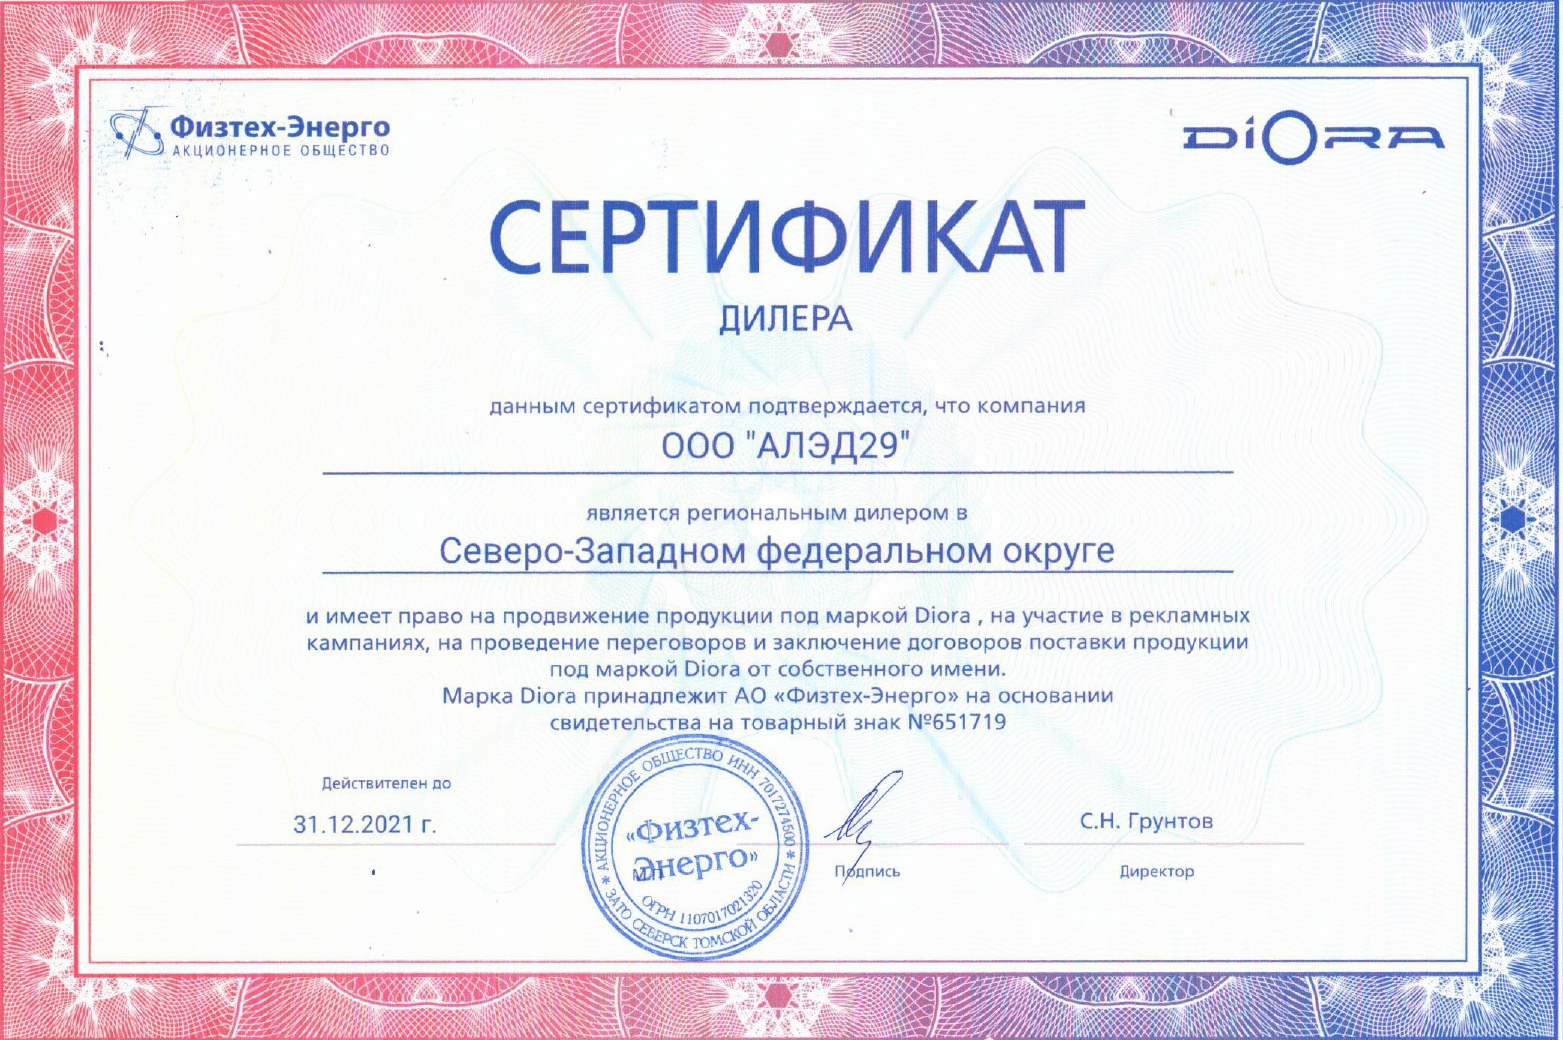 Физтех-Энерго
АКЦИОНЕРНОЕ ОБЩЕСТВО
DiORA
СЕРТИФИКАТ
ДИЛЕРА
данным сертификатом подтверждается, что компания
ООО "АЛЭД29"
является региональным дилером в
Северо-Западном федеральном округе
и имеет право на продвижение продукции под маркой Diora , на участие в рекламных
кампаниях, на проведение переговоров и заключение договоров поставки продукции
под маркой Diora от собственного имени.
Марка Diora принадлежит АО «Физтех-Энерго» на основании
свидетельства на товарный знак №651719
Действителен до
31.12.2021 г.
АКЦИОНЕРНОЕ ОБЩЕСТВО ИНН 7017274500
«Физтех-
Энерго»
М.П.
ОГРН 1107017021320
* ЗАТО СЕВЕРСК ТОМСКОЙ ОБЛАСТИ *
Подпись
С.Н. Грунтов
Директор